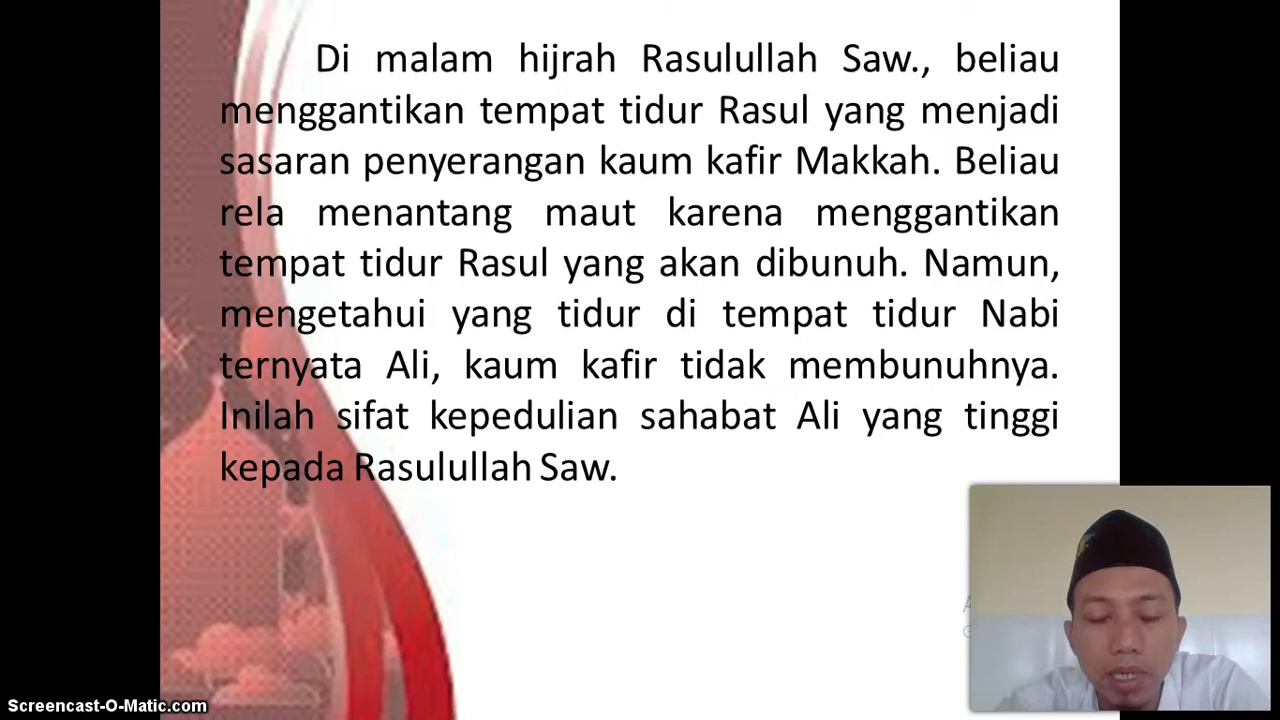 Di malam hijrah Rasulullah Saw., beliau
menggantikan tempat tidur Rasul yang menjadi
sasaran penyerangan kaum kafir Makkah. Beliau
rela menantang maut karena menggantikan
tempat tidur Rasul yang akan dibunuh. Namun,
mengetahui yang tidur di tempat tidur Nabi
ternyata Ali, kaum kafir tidak membunuhnya.
Inilah sifat kepedulian sahabat Ali yang tinggi
kepada Rasulullah Saw.
Screencast-O-Matic.com